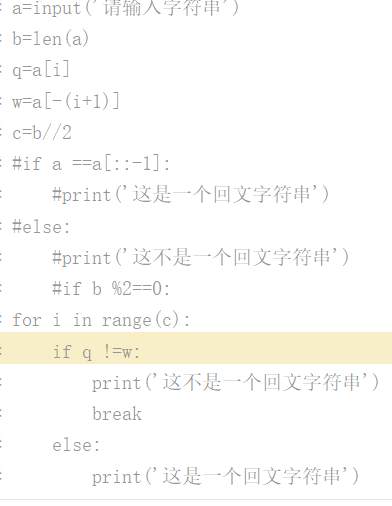 a=input('请输入字符串')
b=len(a)
q=a[i]
w=a[-(i+1)]
c=b//2
#if a ==a[::-1]:
    #print('这是一个回文字符串')
#else:
    #print('这不是一个回文字符串')
    #if b %2==0:
for i in range(c):
    if q !=w:
        print('这不是一个回文字符串')
        break
    else:
        print('这是一个回文字符串')